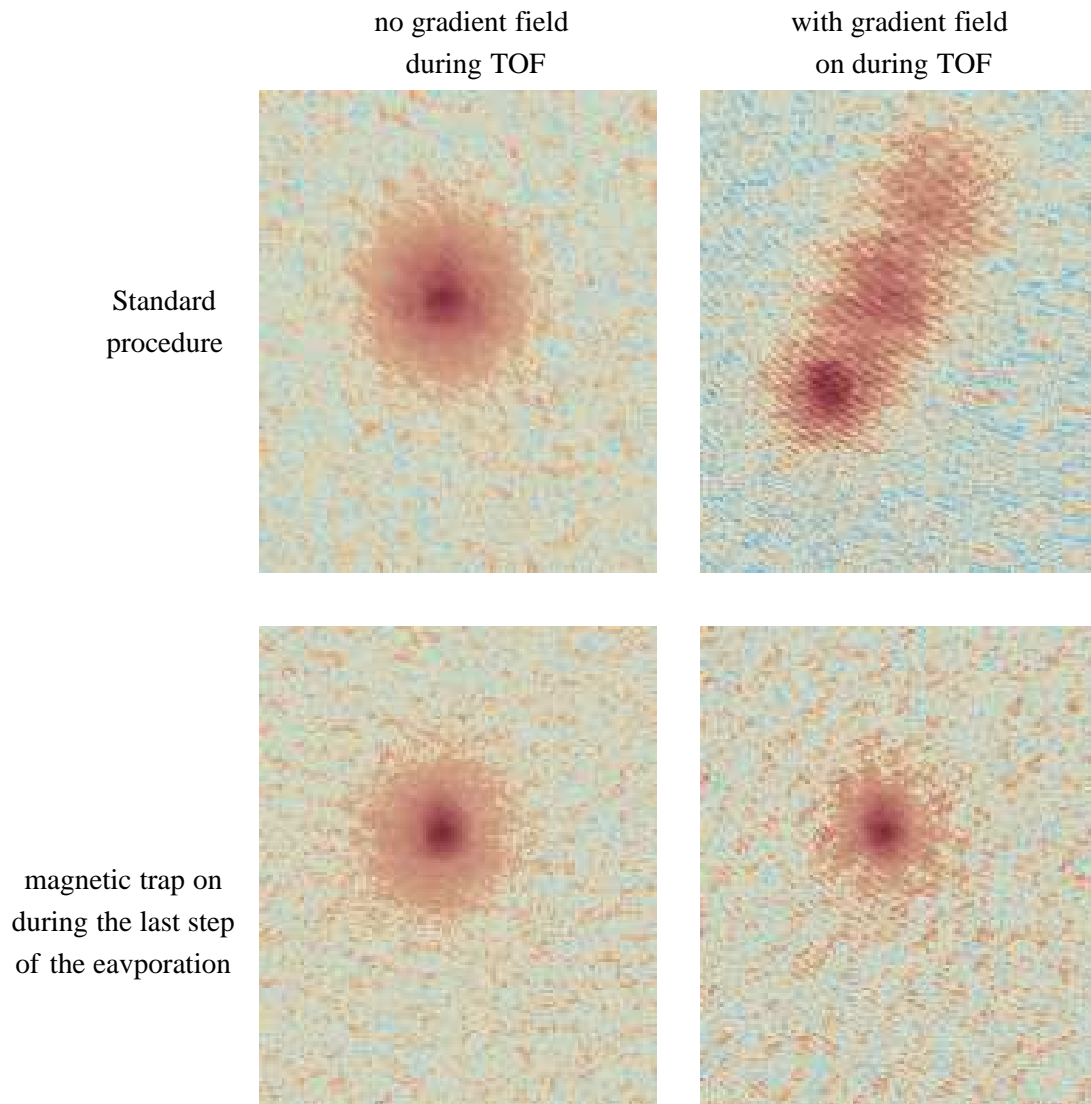 no gradient field
during TOF
with gradient field
on during TOF
Standard
procedure
magnetic trap on
during the last step
of the eavporation